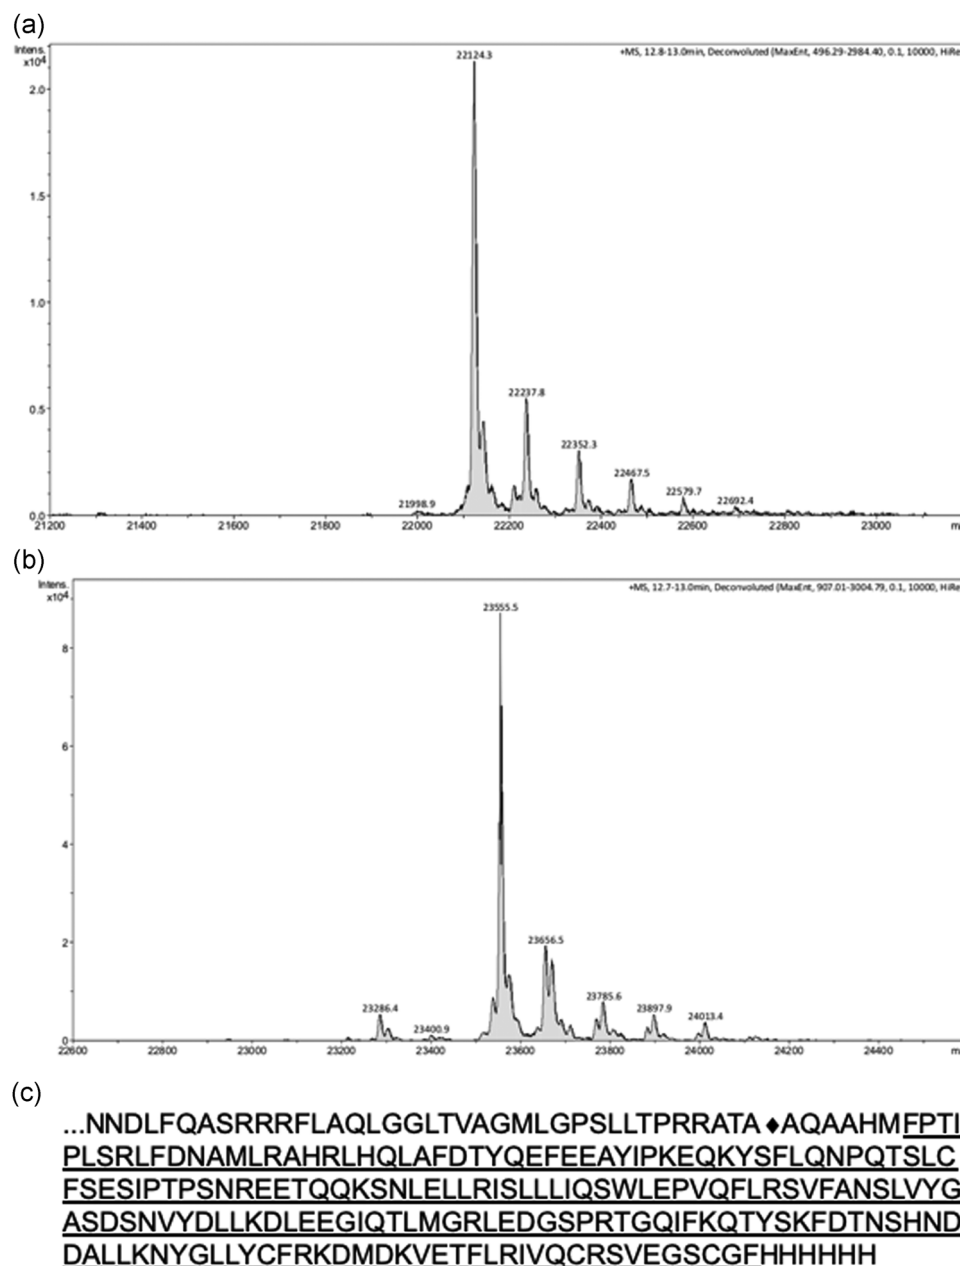 (a)
Intens.
x10⁴
+MS, 12.8-13.0min, Deconvoluted (MaxEnt, 496.29-2984.40, 0.1, 10000, HiRe
22124.3
2.0
1.5
1.0
22237.8
0.5
22352.3
22467.5
22579.7
22692.4
21998.9
0.0
21200 21400 21600 21800 22000 22200 22400 22600 22800 23000 m
(b)
Intens.
x10⁴
+MS, 12.7-13.0min, Deconvoluted (MaxEnt, 907.01-3004.79, 0.1, 10000, HiRe
23555.5
8
6
4
2
23656.5
23785.6
23286.4
23897.9
24013.4
23400.9
0
22600 22800 23000 23200 23400 23600 23800 24000 24200 24400 m
(c)
...NNDLFQASRRRFLAQLGGLTVAGMLGPSLLTPRRATA ♦AQAAHMFPTI
PLSRLFDNAMLRAHRLHQLAFDTYQEFEEAYIPKEQKYSFLQNPQTSLC
FSESIPTPSNREETQQKSNLELLRISLLLIQSWLEPVQFLRSVFANSLVYG
ASDSNVYDLLKDLEEGIQTLMGRLEDGSPRTGQIFKQTYSKFDTNSHND
DALLKNYGLLYCFRKDMDKVETFLRIVQCRSVEGSCGFHHHHHH